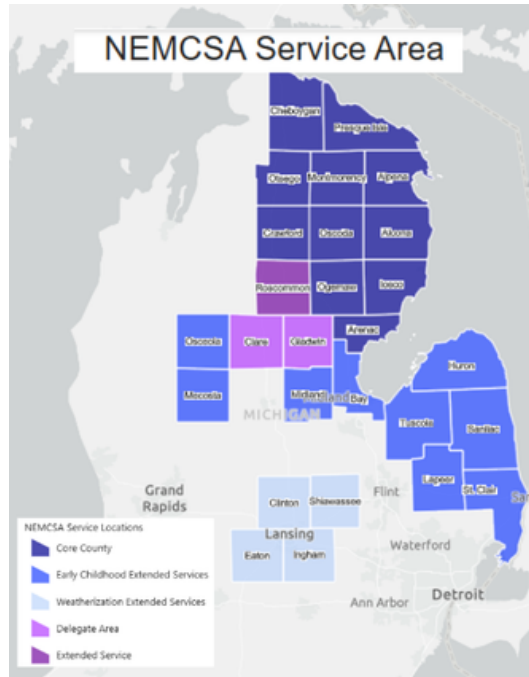 NEMCSA Service Area
Cheboygan
Presque Isle
Otsego
Montmorency
Alpena
Crawford
Oscoda
Alcona
Roscommon
Ogemaw
Iosco
Arenac
Osceola
Clare
Gladwin
Huron
Mecosta
Midland
Bay
MICHIGAN
Tuscola
Sanilac
Lapeer
St. Clair
Grand
Rapids
Clinton
Shiawassee
Flint
Lansing
Eaton
Ingham
Waterford
Ann Arbor
Detroit
NEMCSA Service Locations
Core County
Early Childhood Extended Services
Weatherization Extended Services
Delegate Area
Extended Service